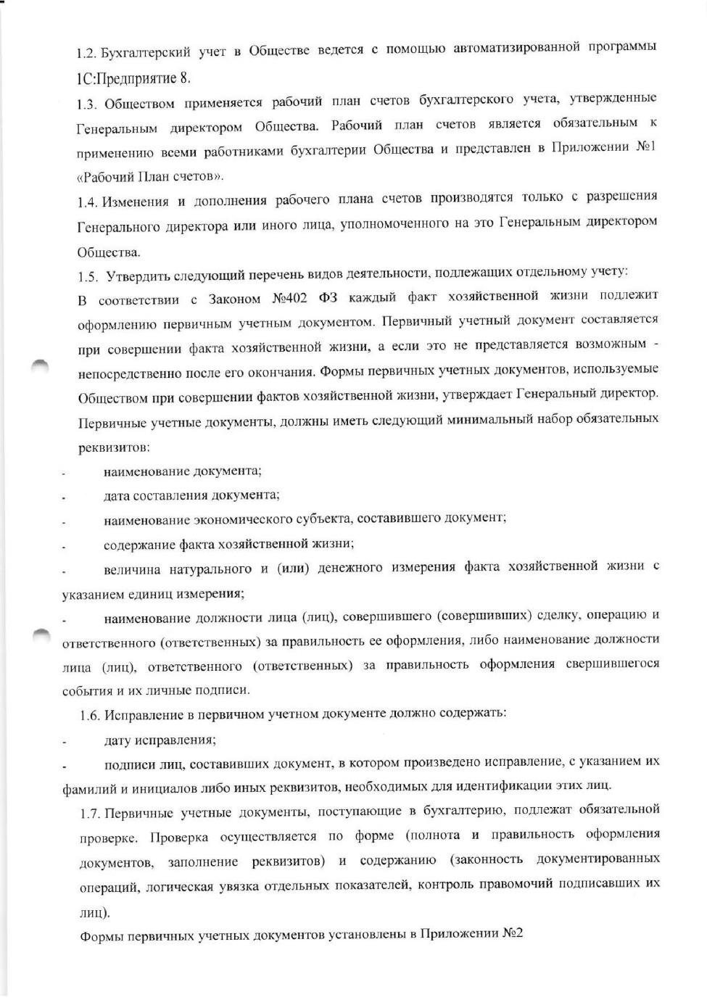 1.2. Бухгалтерский учет в Обществе ведется с помощью автоматизированной программы
1С:Предприятие 8.
1.3. Обществом применяется рабочий план счетов бухгалтерского учета, утвержденные
Генеральным директором Общества. Рабочий план счетов является обязательным к
применению всеми работниками бухгалтерии Общества и представлен в Приложении №1
«Рабочий План счетов».
1.4. Изменения и дополнения рабочего плана счетов производятся только с разрешения
Генерального директора или иного лица, уполномоченного на это Генеральным директором
Общества.
1.5. Утвердить следующий перечень видов деятельности, подлежащих отдельному учету:
В соответствии с Законом №402 ФЗ каждый факт хозяйственной жизни подлежит
оформлению первичным учетным документом. Первичный учетный документ составляется
при совершении факта хозяйственной жизни, а если это не представляется возможным -
непосредственно после его окончания. Формы первичных учетных документов, используемые
Обществом при совершении фактов хозяйственной жизни, утверждает Генеральный директор.
Первичные учетные документы, должны иметь следующий минимальный набор обязательных
реквизитов:
- наименование документа;
- дата составления документа;
- наименование экономического субъекта, составившего документ;
- содержание факта хозяйственной жизни;
- величина натурального и (или) денежного измерения факта хозяйственной жизни с
указанием единиц измерения;
- наименование должности лица (лиц), совершившего (совершивших) сделку, операцию и
ответственного (ответственных) за правильность ее оформления, либо наименование должности
лица (лиц), ответственного (ответственных) за правильность оформления свершившегося
события и их личные подписи.
1.6. Исправление в первичном учетном документе должно содержать:
- дату исправления;
- подписи лиц, составивших документ, в котором произведено исправление, с указанием их
фамилий и инициалов либо иных реквизитов, необходимых для идентификации этих лиц.
1.7. Первичные учетные документы, поступающие в бухгалтерию, подлежат обязательной
проверке. Проверка осуществляется по форме (полнота и правильность оформления
документов, заполнение реквизитов) и содержанию (законность документированных
операций, логическая увязка отдельных показателей, контроль правомочий подписавших их
лиц).
Формы первичных учетных документов установлены в Приложении №2